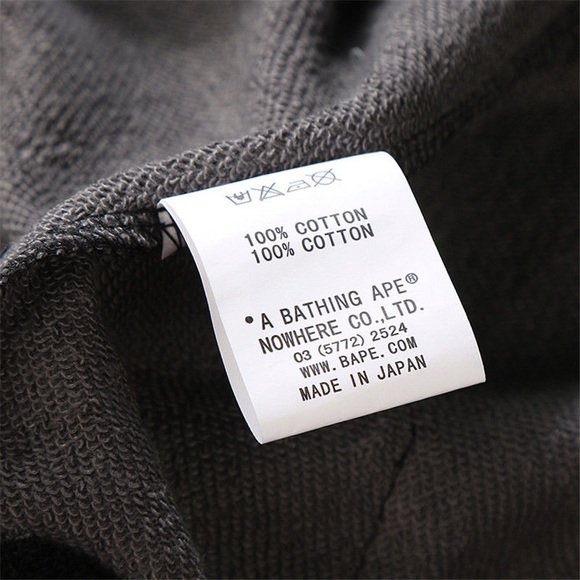 100% COTTON
100% COTTON
• A BATHING APE®
NOWHERE CO.,LTD.
03 (5772) 2524
WWW. BAPE. COM
MADE IN JAPAN